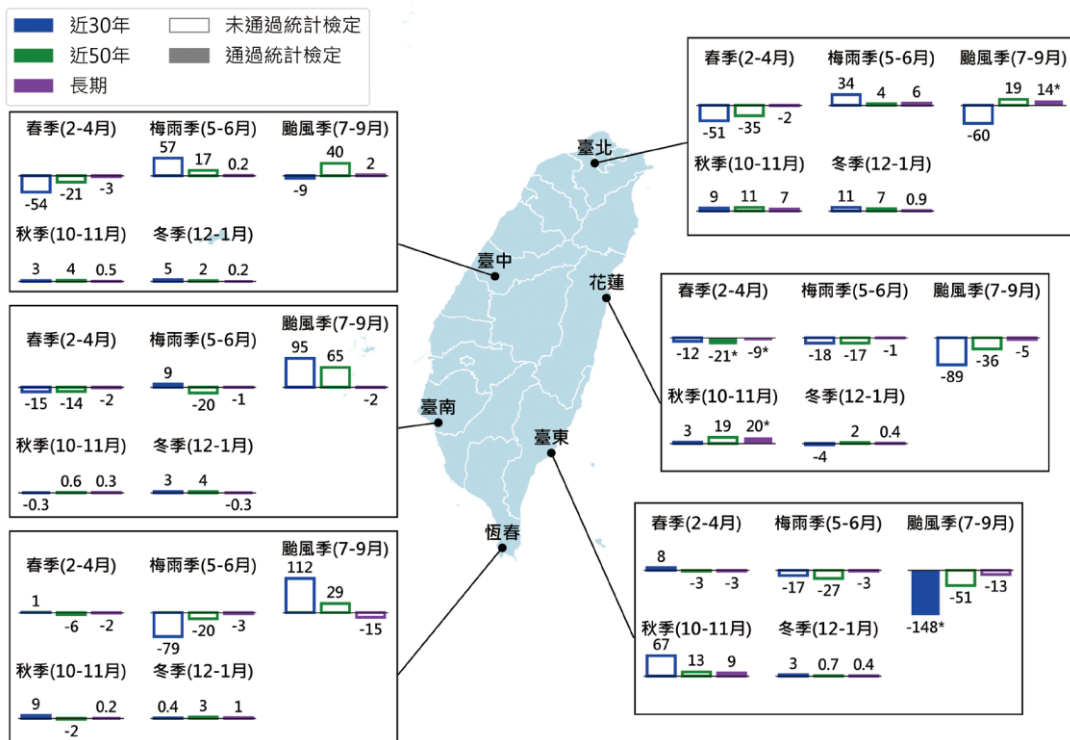 近30年 未通過統計檢定
近50年 通過統計檢定
長期
春季(2-4月) 梅雨季(5-6月) 颱風季(7-9月)
-54 -21 -3 57 17 0.2 -9 40 2
秋季(10-11月) 冬季(12-1月)
3 4 0.5 5 2 0.2
春季(2-4月) 梅雨季(5-6月) 颱風季(7-9月)
-15 -14 -2 9 -20 -1 95 65 -2
秋季(10-11月) 冬季(12-1月)
-0.3 0.6 0.3 3 4 -0.3
春季(2-4月) 梅雨季(5-6月) 颱風季(7-9月)
1 -6 -2 -79 -20 -3 112 29 -15
秋季(10-11月) 冬季(12-1月)
9 -2 0.2 0.4 3 1
臺北
臺中
花蓮
臺南
臺東
恆春
春季(2-4月) 梅雨季(5-6月) 颱風季(7-9月)
-51 -35 -2 34 4 6 -60 19 14*
秋季(10-11月) 冬季(12-1月)
9 11 7 11 7 0.9
春季(2-4月) 梅雨季(5-6月) 颱風季(7-9月)
-12 -21* -9* -18 -17 -1 -89 -36 -5
秋季(10-11月) 冬季(12-1月)
3 19 20* -4 2 0.4
春季(2-4月) 梅雨季(5-6月) 颱風季(7-9月)
8 -3 -3 -17 -27 -3 -148* -51 -13
秋季(10-11月) 冬季(12-1月)
67 13 9 3 0.7 0.4